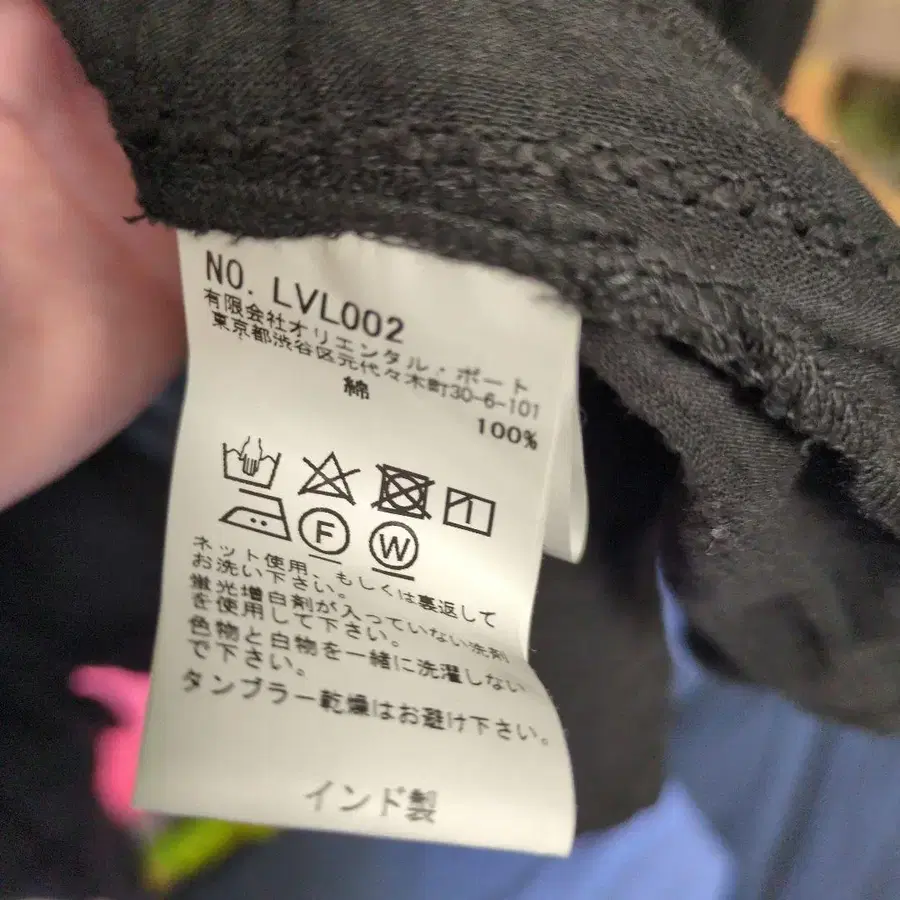 NO. LVL002
有限会社オリエンタル・ポート
東京都渋谷区元代々木町30-6-101
綿
100%
F W
ネット使用、もしくは裏返して
お洗い下さい。
蛍光増白剤が入っていない洗剤
を使用して下さい。
色物と白物を一緒に洗濯しない
で下さい。
タンブラー乾燥はお避け下さい。
インド製